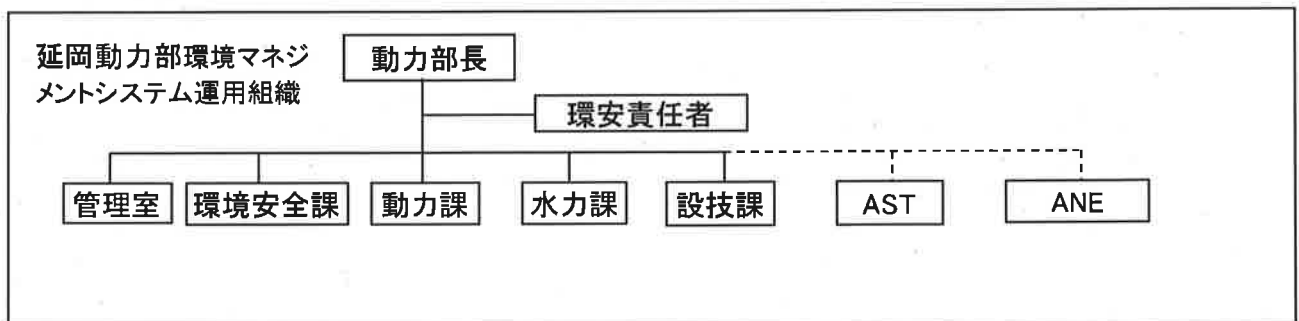 延岡動力部環境マネジ
メントシステム運用組織
動力部長
環安責任者
管理室 環境安全課 動力課 水力課 設技課 AST ANE